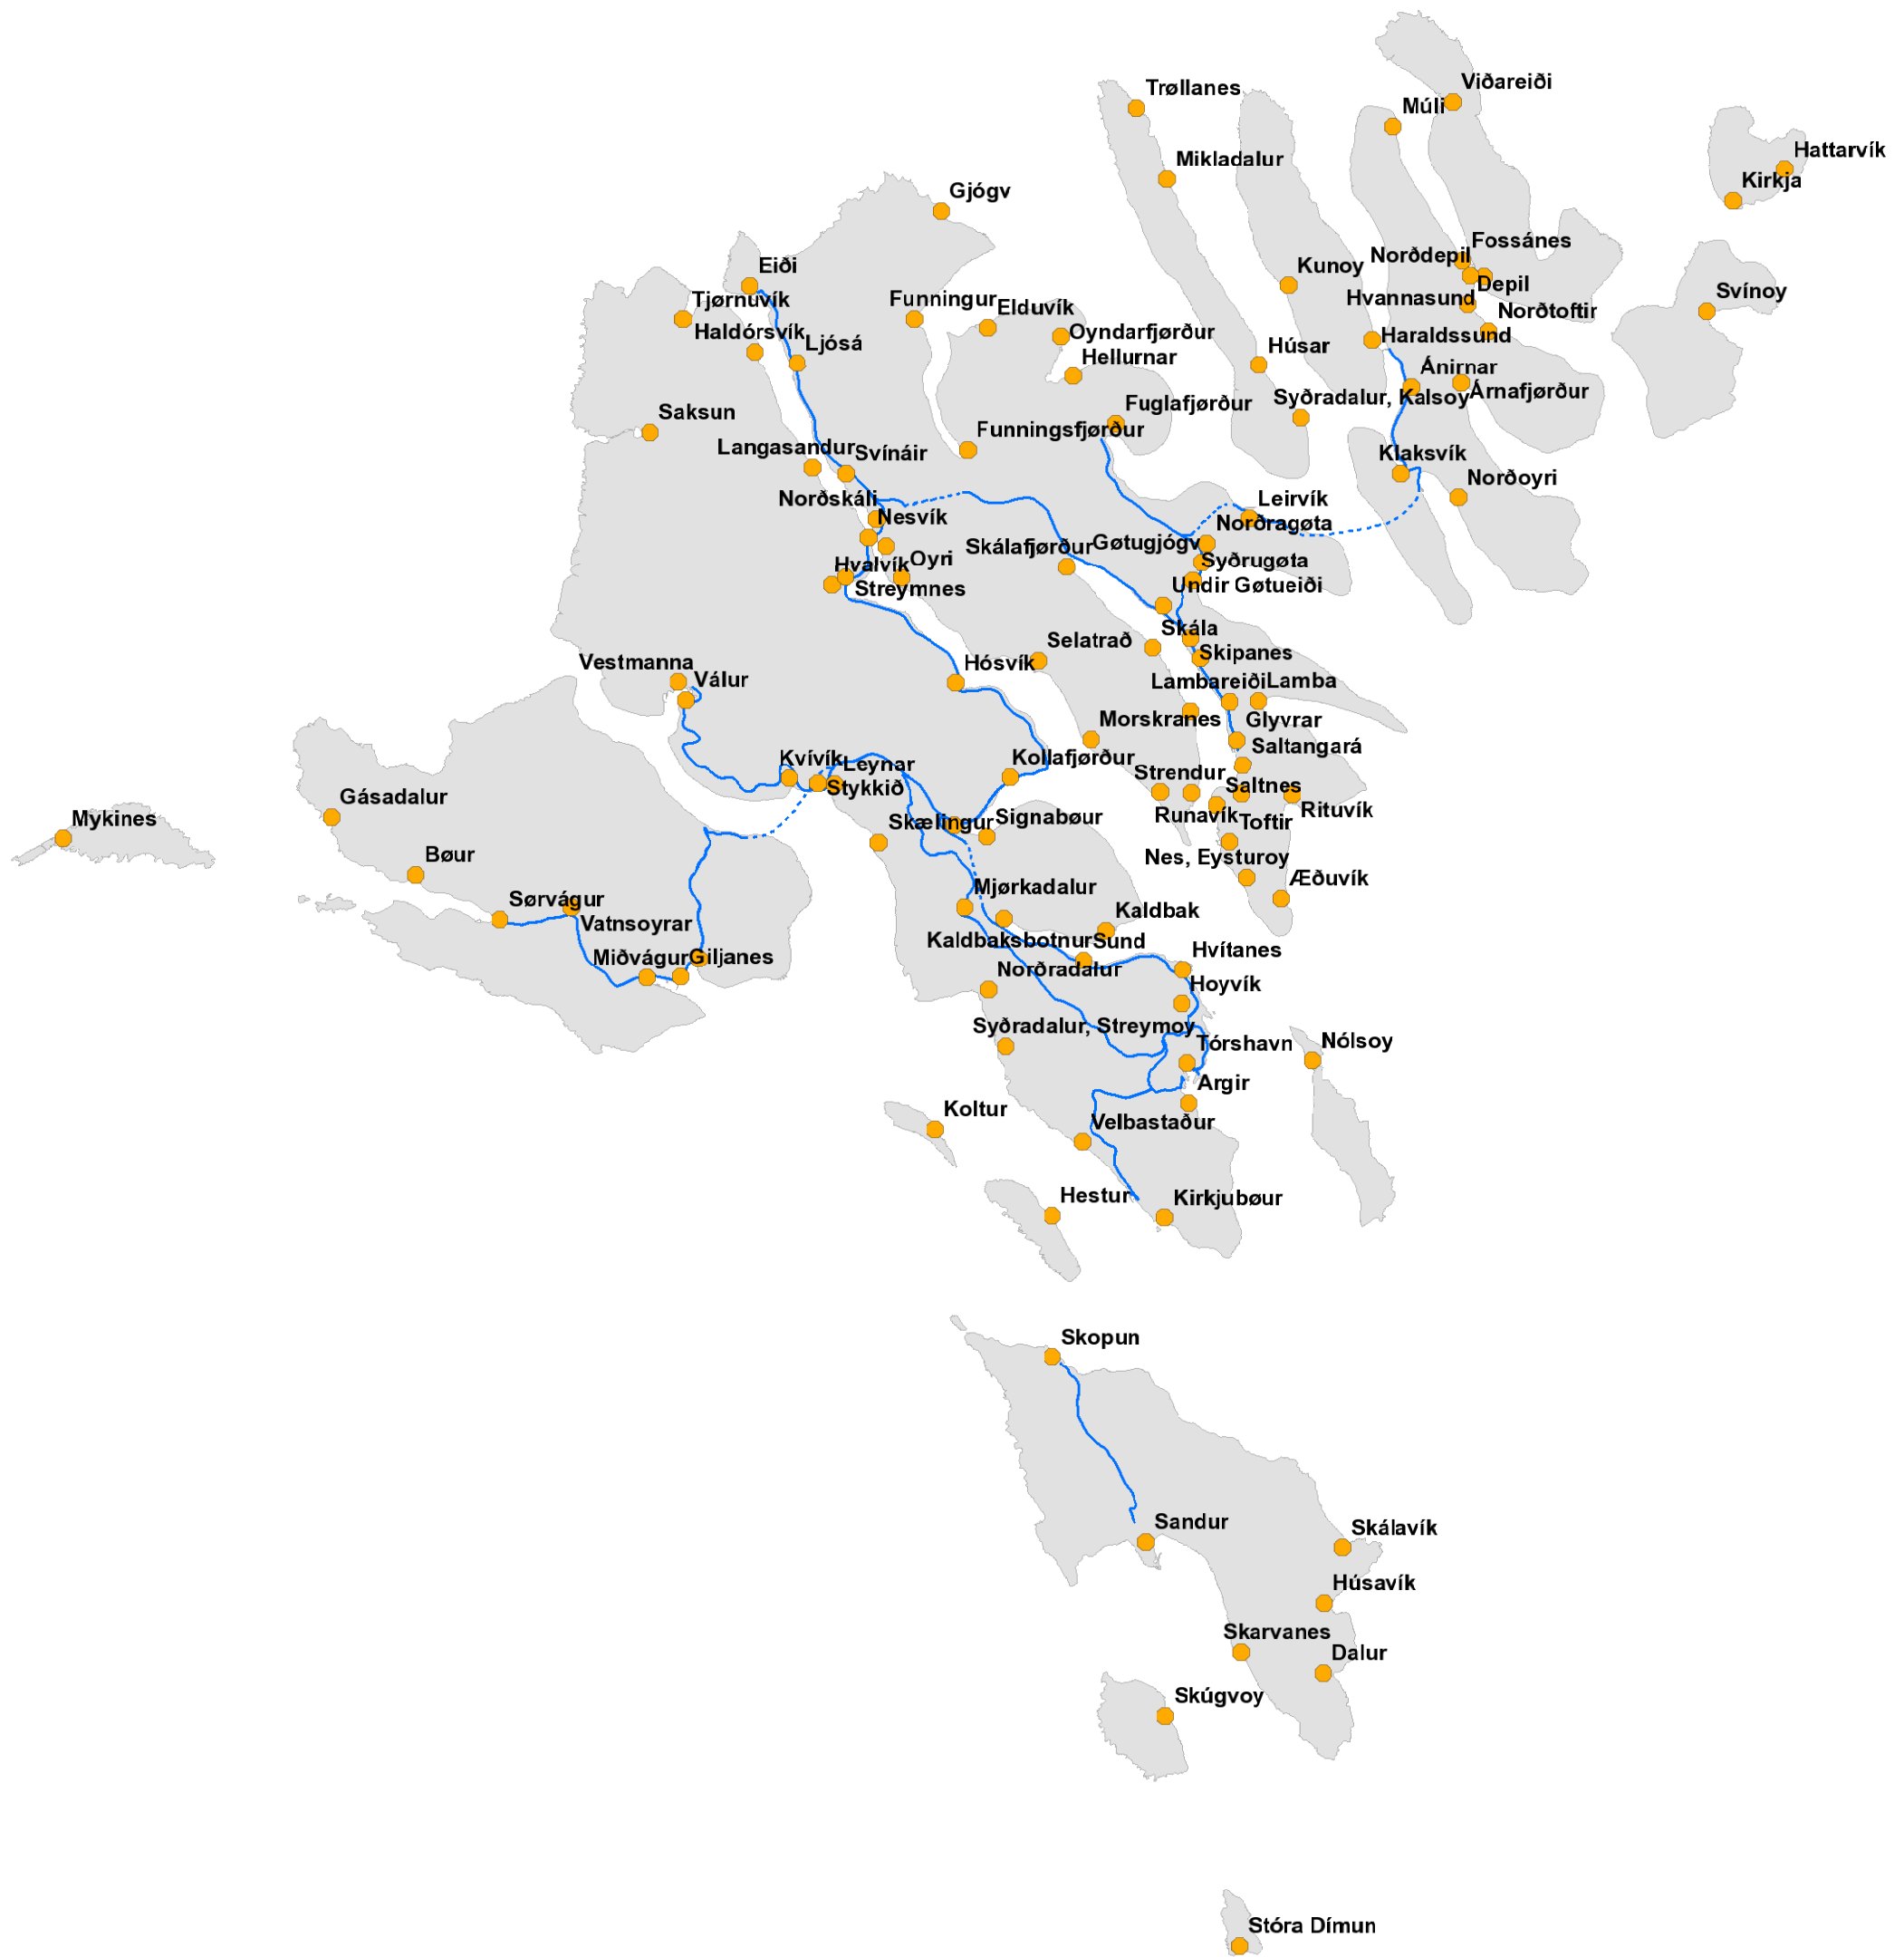 Viðareiði
Trøllanes
Múli
Hattarvík
Mikladalur
Kirkja
Gjógv
Fossánes
Norðdepil
Eiði
Kunoy
Depil
Svínoy
Tjørnuvík
Funningur
Elduvík
Hvannasund
Norðtoftir
Haldórsvík
Oyndarfjørður
Haraldssund
Ljósá
Hellurnar
Húsar
Ánirnar
Syðradalur, Kalsoy
Árnafjørður
Saksun
Fuglafjørður
Funningsfjørður
Langasandur
Svínáir
Klaksvík
Norðoyri
Norðskáli
Leirvík
Nesvík
Norðragøta
Skálafjørður
Gøtugjógv
Hvalvík
Oyri
Syðrugøta
Streymnes
Undir Gøtueiði
Skála
Selatrað
Skipanes
Vestmanna
Hósvík
Válur
Lambareiði
Lamba
Morskranes
Glyvrar
Saltangará
Kvívík
Leynar
Kollafjørður
Strendur
Stykkið
Saltnes
Gásadalur
Rituvík
Mykines
Skælingur
Signabøur
Runavík
Toftir
Bøur
Nes, Eysturoy
Mjørkadalur
Æðuvík
Sørvágur
Kaldbak
Vatnsoyrar
Kaldbaksbotnur
Sund
Miðvágur
Giljanes
Hvítanes
Norðradalur
Hoyvík
Syðradalur, Streymoy
Tórshavn
Nólsoy
Argir
Koltur
Velbastaður
Hestur
Kirkjubøur
Skopun
Sandur
Skálavík
Húsavík
Skarvanes
Dalur
Skúgvoy
Stóra Dímun